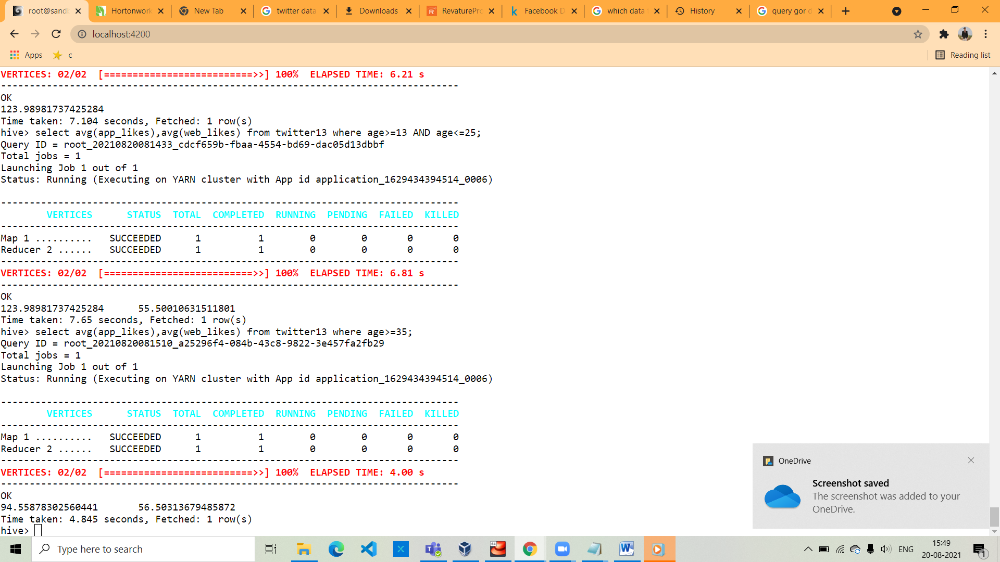 root@sandb
Hortonwork
New Tab
twitter data
Downloads
RevaturePro
Facebook D
which data
History
query gor d
localhost:4200
Apps
c
Reading list
VERTICES: 02/02  [==========================>>] 100%  ELAPSED TIME: 6.21 s
--------------------------------------------------------------------------------
OK
123.98981737425284
Time taken: 7.104 seconds, Fetched: 1 row(s)
hive> select avg(app_likes),avg(web_likes) from twitter13 where age>=13 AND age<=25;
Query ID = root_20210820081433_cdcf659b-fbaa-4554-bd69-dac05d13dbbf
Total jobs = 1
Launching Job 1 out of 1
Status: Running (Executing on YARN cluster with App id application_1629434394514_0006)
--------------------------------------------------------------------------------
VERTICES      STATUS  TOTAL  COMPLETED  RUNNING  PENDING  FAILED  KILLED
--------------------------------------------------------------------------------
Map 1 ..........   SUCCEEDED      1          1        0        0       0       0
Reducer 2 ......   SUCCEEDED      1          1        0        0       0       0
--------------------------------------------------------------------------------
VERTICES: 02/02  [==========================>>] 100%  ELAPSED TIME: 6.81 s
--------------------------------------------------------------------------------
OK
123.98981737425284      55.50010631511801
Time taken: 7.65 seconds, Fetched: 1 row(s)
hive> select avg(app_likes),avg(web_likes) from twitter13 where age>=35;
Query ID = root_20210820081510_a25296f4-084b-43c8-9822-3e457fa2fb29
Total jobs = 1
Launching Job 1 out of 1
Status: Running (Executing on YARN cluster with App id application_1629434394514_0006)
--------------------------------------------------------------------------------
VERTICES      STATUS  TOTAL  COMPLETED  RUNNING  PENDING  FAILED  KILLED
--------------------------------------------------------------------------------
Map 1 ..........   SUCCEEDED      1          1        0        0       0       0
Reducer 2 ......   SUCCEEDED      1          1        0        0       0       0
--------------------------------------------------------------------------------
VERTICES: 02/02  [==========================>>] 100%  ELAPSED TIME: 4.00 s
--------------------------------------------------------------------------------
OK
94.55878302560441       56.50313679485872
Time taken: 4.845 seconds, Fetched: 1 row(s)
hive>
OneDrive
Screenshot saved
The screenshot was added to your
OneDrive.
Type here to search
64
ENG
15:49
20-08-2021
1